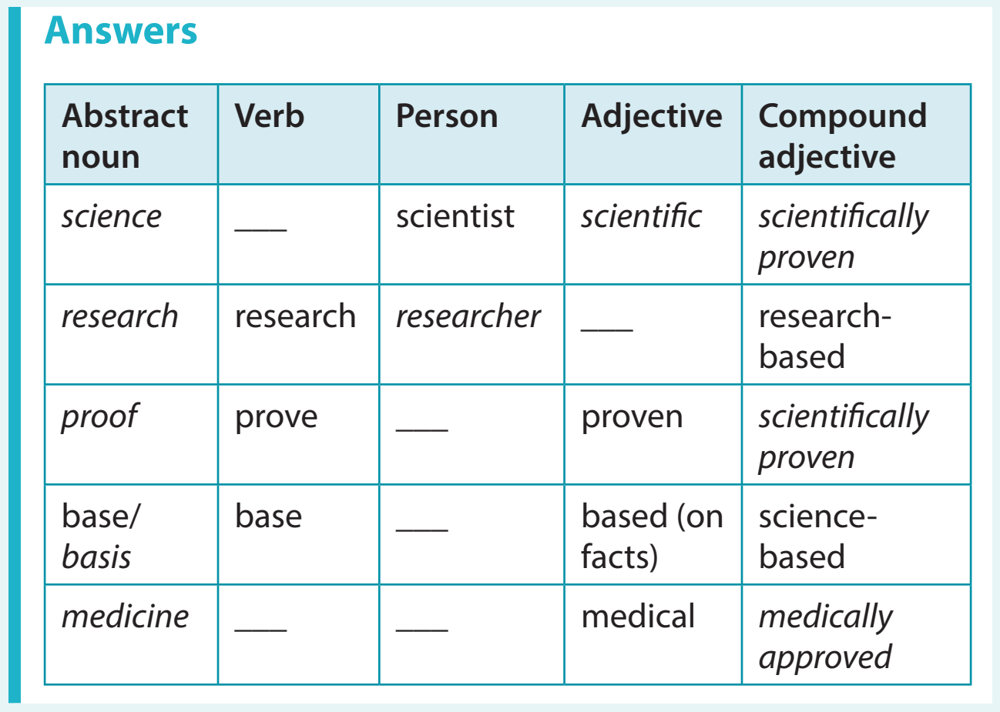 Answers
Abstract noun | Verb | Person | Adjective | Compound adjective
science | ___ | scientist | scientific | scientifically proven
research | research | researcher | ___ | research-based
proof | prove | ___ | proven | scientifically proven
base/basis | base | ___ | based (on facts) | science-based
medicine | ___ | ___ | medical | medically approved